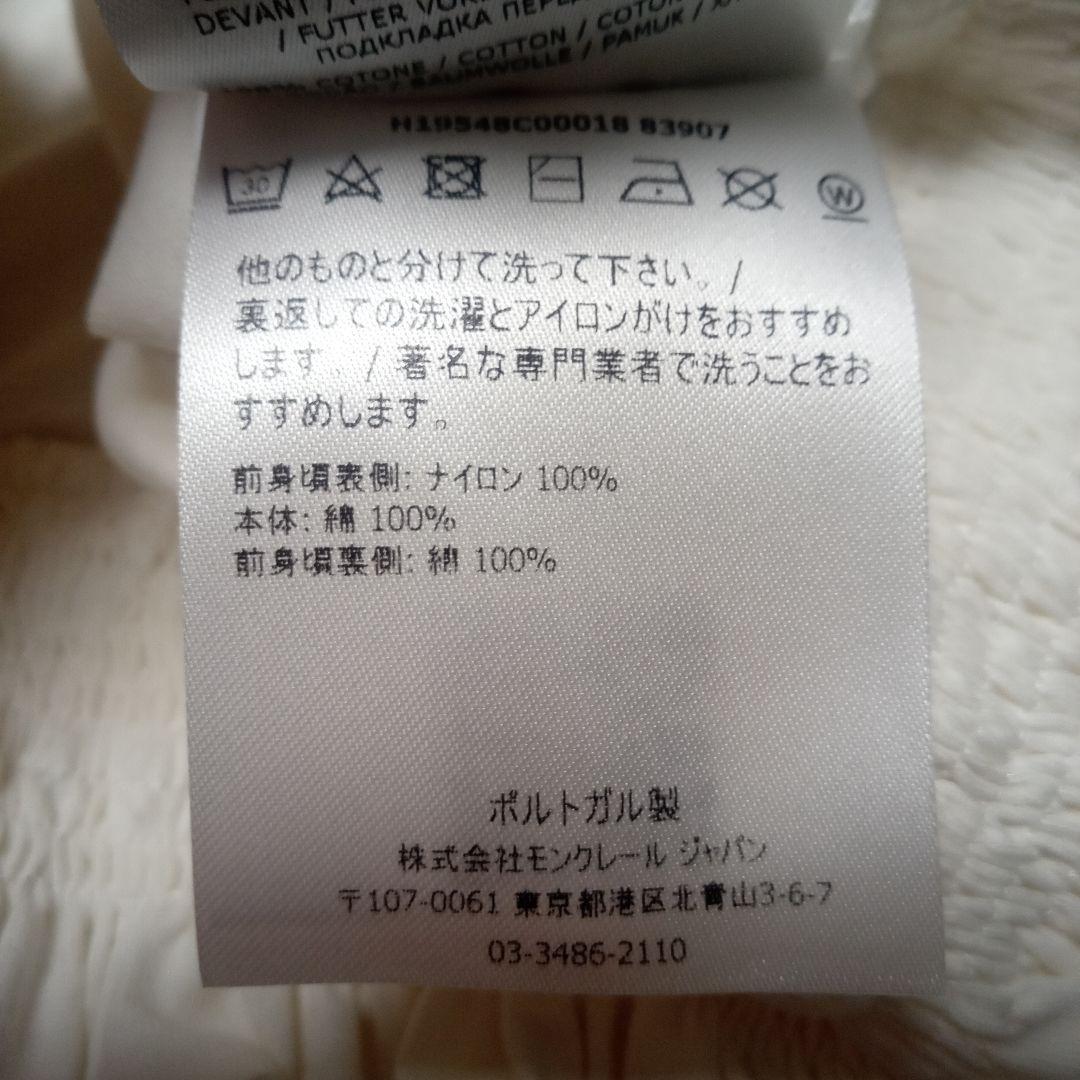 DEVANT /
/ FUTTER
ПОДКЛАДКА
COTONE / COTTON /
BAUMWOLLE / PAMUK /
H19548C00018 83907
30
W
他のものと分けて洗って下さい。/
裏返しての洗濯とアイロンがけをおすすめ
します。/ 著名な専門業者で洗うことをお
すすめします。
前身頃表側: ナイロン 100%
本体: 綿 100%
前身頃裏側: 綿 100%
ポルトガル製
株式会社モンクレール ジャパン
〒107-0061 東京都港区北青山3-6-7
03-3486-2110